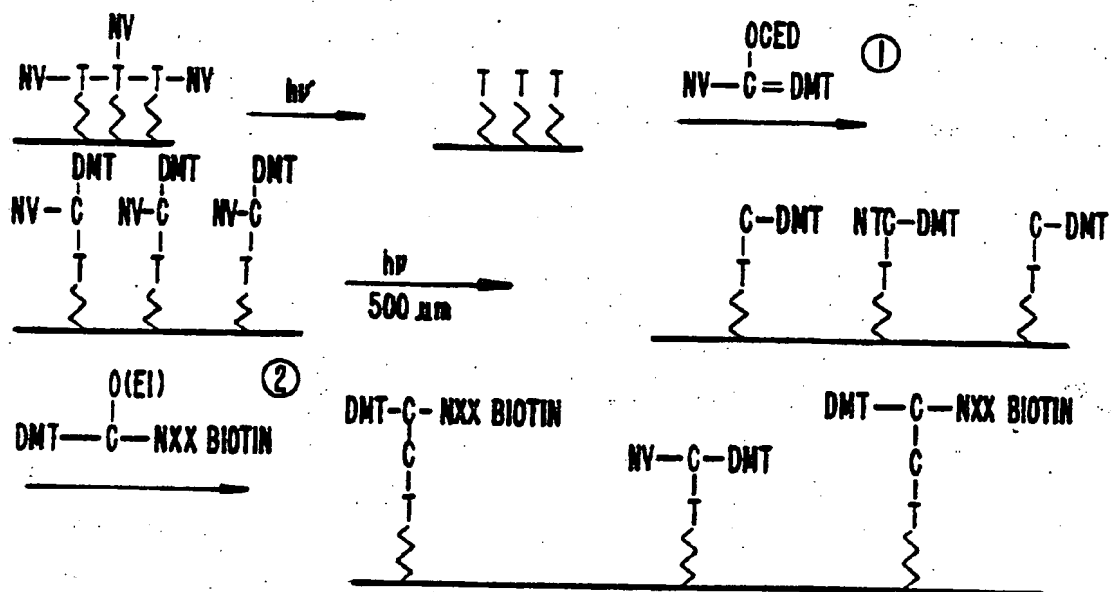 NV
NV-T-T-T-NV
hν
T T T
OCED
NV-C=DMT
①
DMT DMT DMT
NV-C NV-C NV-C
T T T
hν
500 µm
C-DMT NTC-DMT C-DMT
T T T
②
O(EI)
DMT-C-NXX BIOTIN
DMT-C-NXX BIOTIN
C
T
NV-C-DMT
T
DMT-C-NXX BIOTIN
C
T